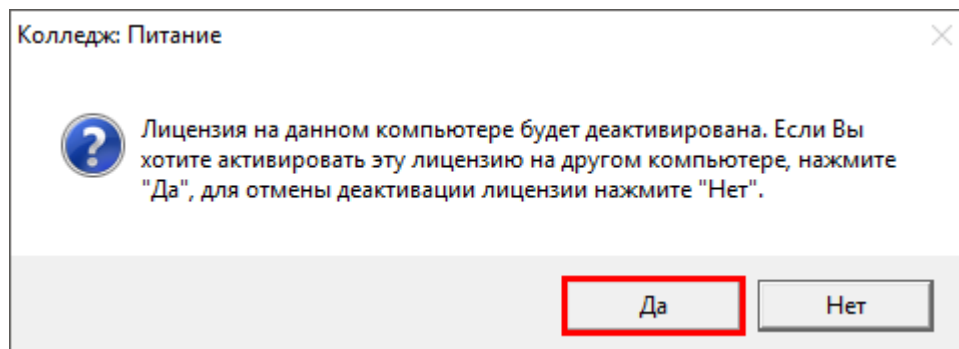 Колледж: Питание
Лицензия на данном компьютере будет деактивирована. Если Вы
хотите активировать эту лицензию на другом компьютере, нажмите
"Да", для отмены деактивации лицензии нажмите "Нет".
Да
Нет